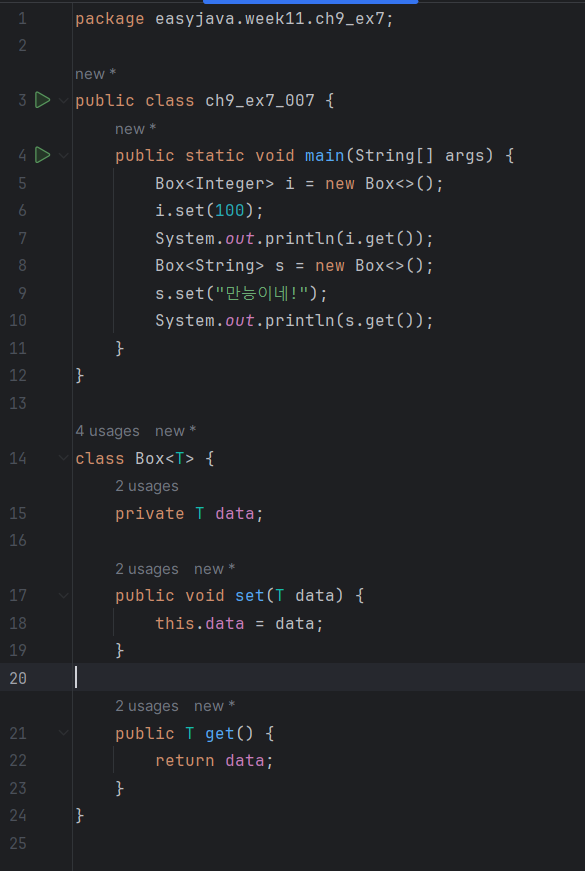 1 package easyjava.week11.ch9_ex7;
2
new *
3 public class ch9_ex7_007 {
new *
4 public static void main(String[] args) {
5 Box<Integer> i = new Box<>();
6 i.set(100);
7 System.out.println(i.get());
8 Box<String> s = new Box<>();
9 s.set("만능이네!");
10 System.out.println(s.get());
11 }
12 }
13
4 usages new *
14 class Box<T> {
2 usages
15 private T data;
16
2 usages new *
17 public void set(T data) {
18 this.data = data;
19 }
20
2 usages new *
21 public T get() {
22 return data;
23 }
24 }
25